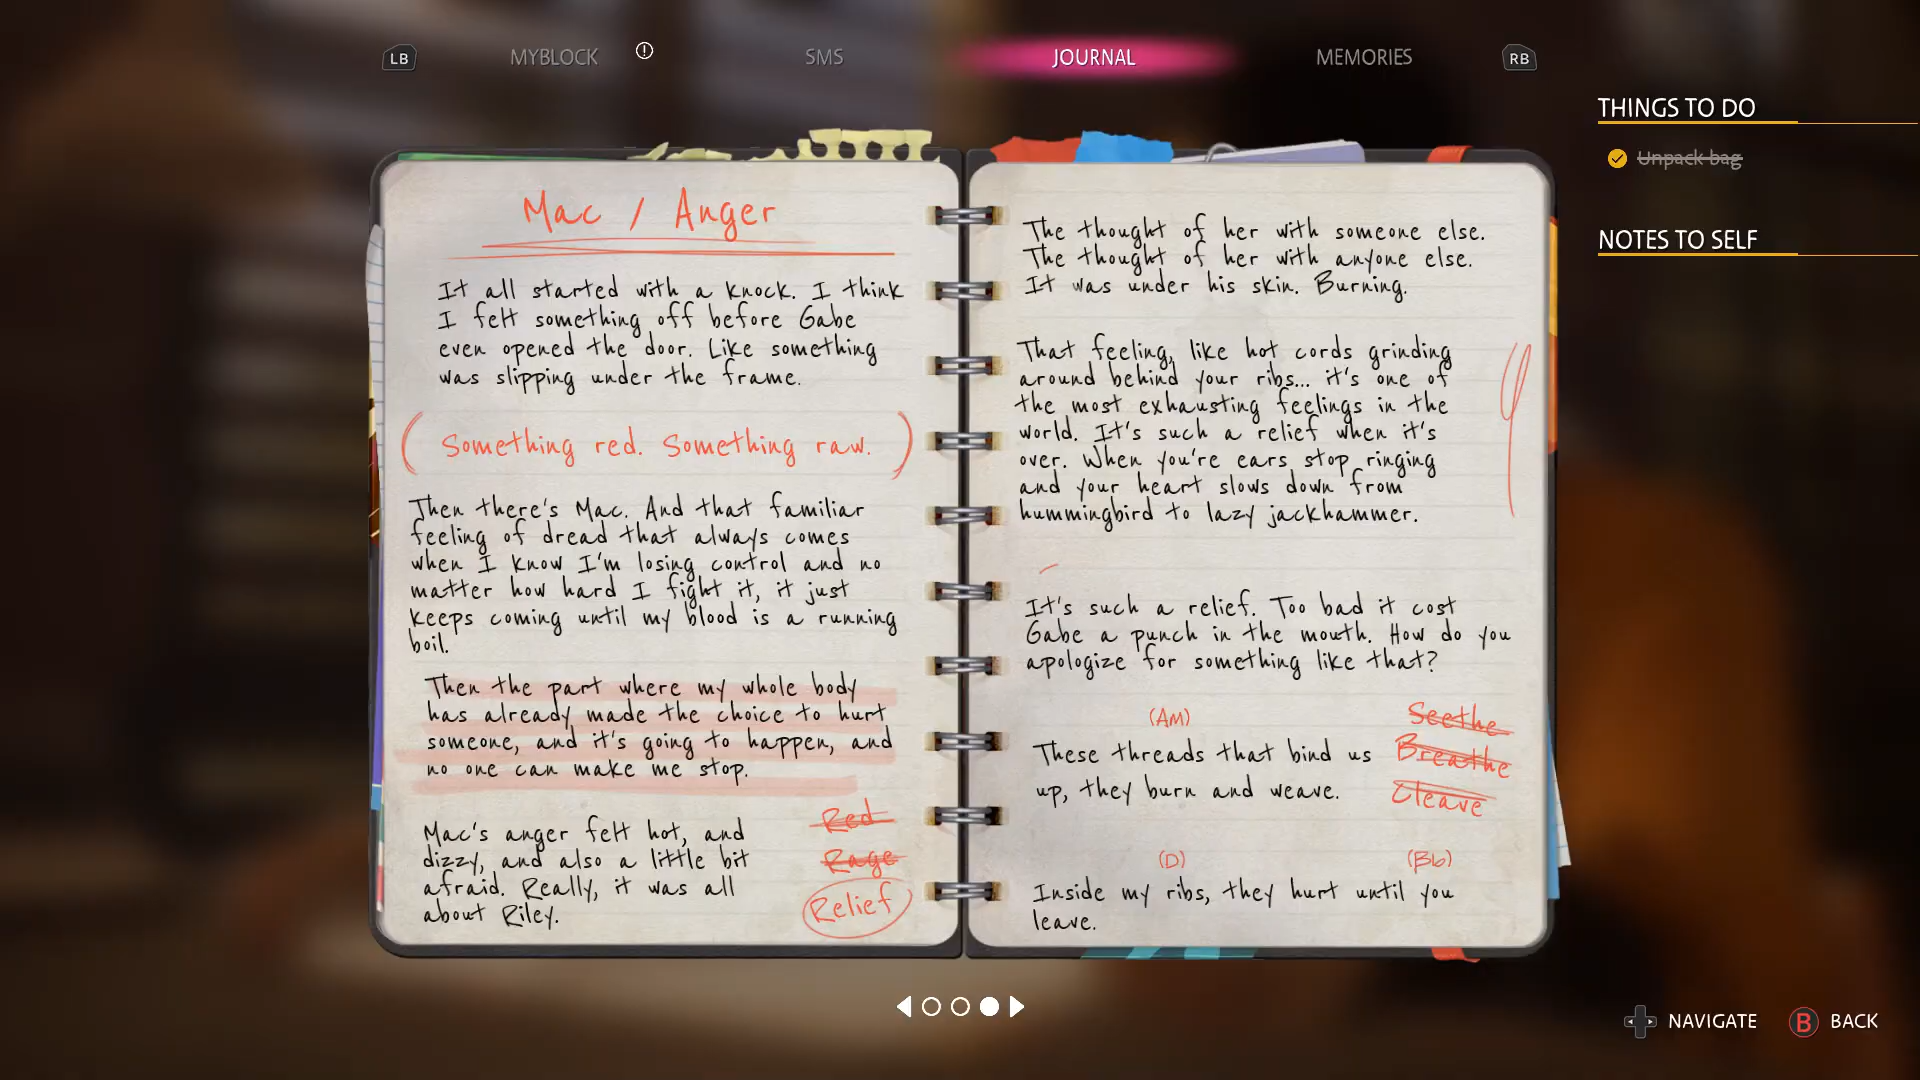 LB
MYBLOCK
SMS
JOURNAL
MEMORIES
RB
THINGS TO DO
Unpack bag
NOTES TO SELF
Mac / Anger
It all started with a knock. I think
I felt something off before Gabe
even opened the door. Like something
was slipping under the frame.
(Something red. Something raw.)
Then there's Mac. And that familiar
feeling of dread that always comes
when I know I'm losing control and no
matter how hard I fight it, it just
keeps coming until my blood is a running
boil.
Then the part where my whole body
has already made the choice to hurt
someone, and it's going to happen, and
no one can make me stop.
Mac's anger felt hot, and
dizzy, and also a little bit
afraid. Really, it was all
about Riley.
Red
Rage
Relief
The thought of her with someone else.
The thought of her with anyone else.
It was under his skin. Burning.
That feeling, like hot cords grinding
around behind your ribs... it's one of
the most exhausting feelings in the
world. It's such a relief when it's
over. When you're ears stop ringing
and your heart slows down from
hummingbird to lazy jackhammer.
It's such a relief. Too bad it cost
Gabe a punch in the mouth. How do you
apologize for something like that?
(AM)
These threads that bind us
up, they burn and weave.
Seethe
Breathe
Cleave
(D) (Bb)
Inside my ribs, they hurt until you
leave.
NAVIGATE
B BACK